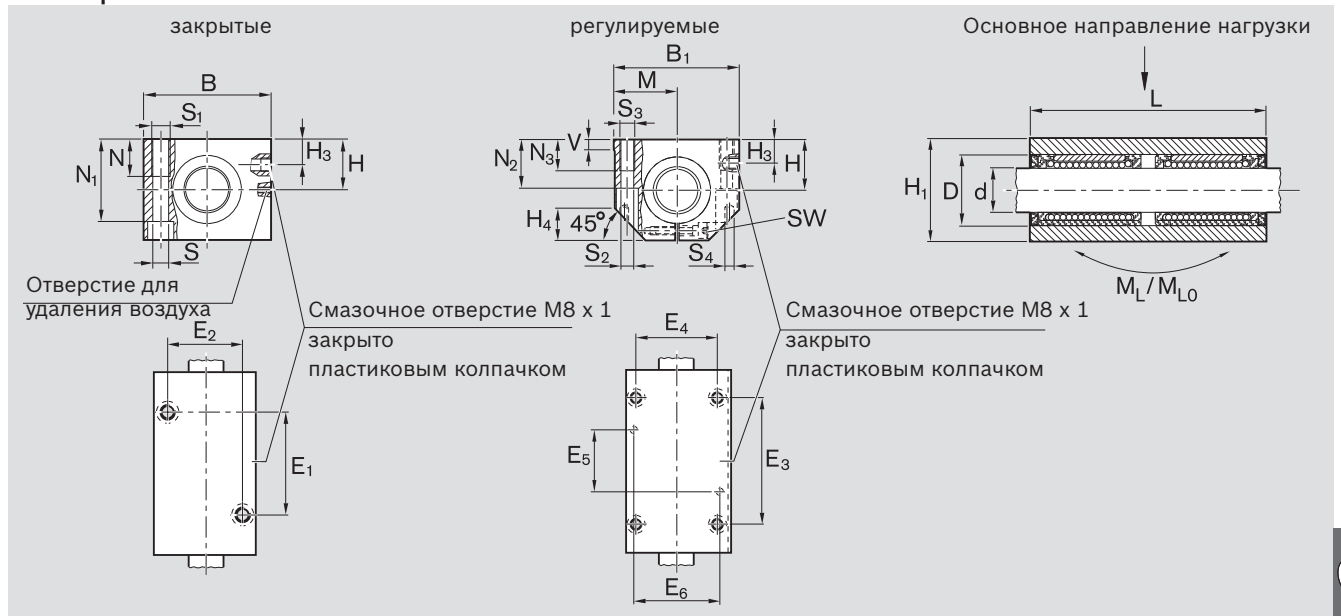 закрытые
регулируемые
Основное направление нагрузки
B
S₁
N
N₁
H₃
H
S
B₁
M
S₃
V
N₂
N₃
H₃
H
H₄
45°
S₂
S₄
SW
L
H₁
D
d
M_L / M_L0
Отверстие для
удаления воздуха
Смазочное отверстие M8 x 1
закрыто
пластиковым колпачком
Смазочное отверстие M8 x 1
закрыто
пластиковым колпачком
E₂
E₁
E₄
E₅
E₃
E₆